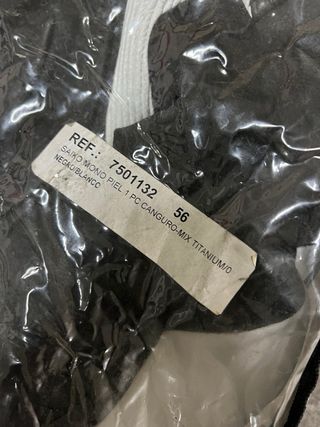 REF.: 7501132 56
SAIKO MONO PIEL 1 PC CANGURO-MIX TITANIUM/0
NEGRO/BLANCO